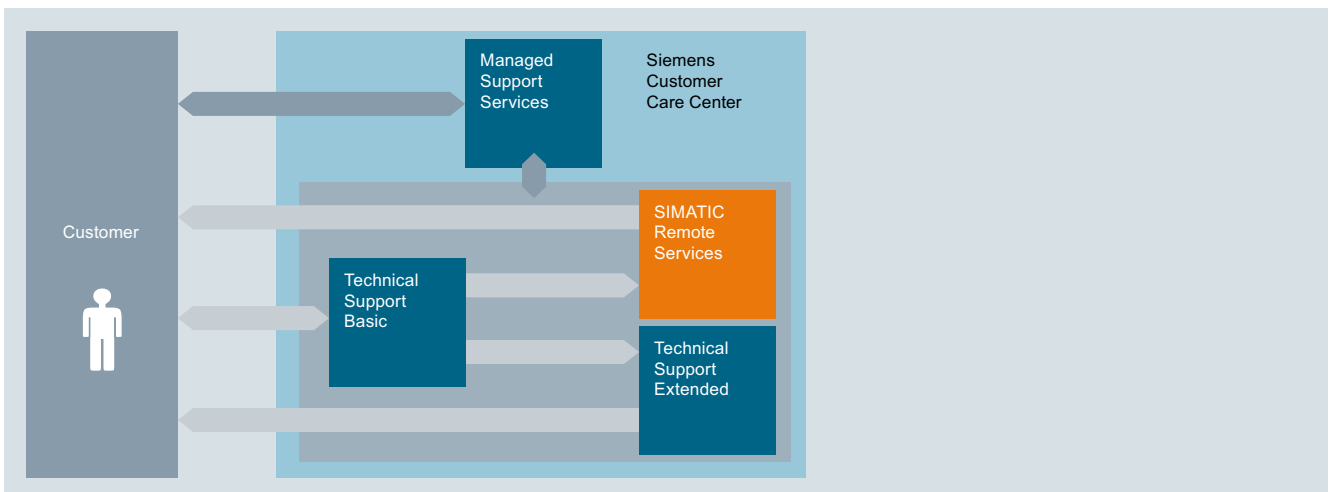 Managed
Support
Services
Siemens
Customer
Care Center
Customer
SIMATIC
Remote
Services
Technical
Support
Basic
Technical
Support
Extended